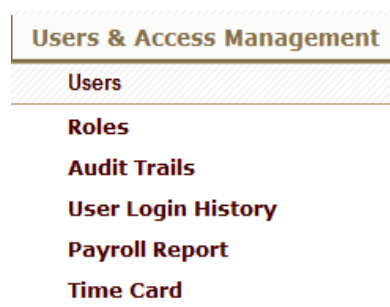 Users & Access Management
Users
Roles
Audit Trails
User Login History
Payroll Report
Time Card